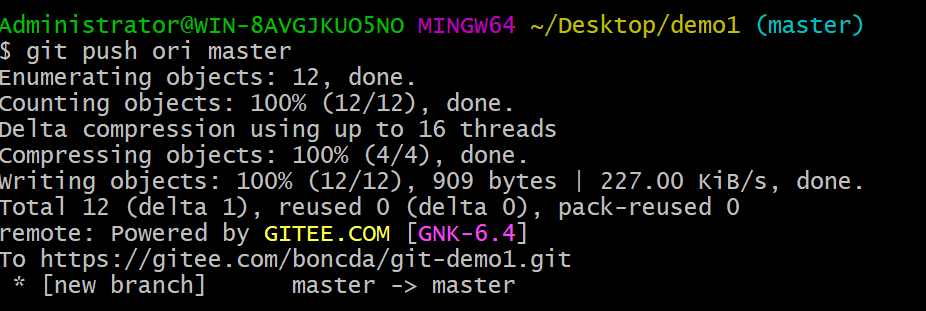 Administrator@WIN-8AVGJKUO5NO MINGW64 ~/Desktop/demo1 (master)
$ git push ori master
Enumerating objects: 12, done.
Counting objects: 100% (12/12), done.
Delta compression using up to 16 threads
Compressing objects: 100% (4/4), done.
Writing objects: 100% (12/12), 909 bytes | 227.00 KiB/s, done.
Total 12 (delta 1), reused 0 (delta 0), pack-reused 0
remote: Powered by GITEE.COM [GNK-6.4]
To https://gitee.com/boncda/git-demo1.git
 * [new branch]      master -> master